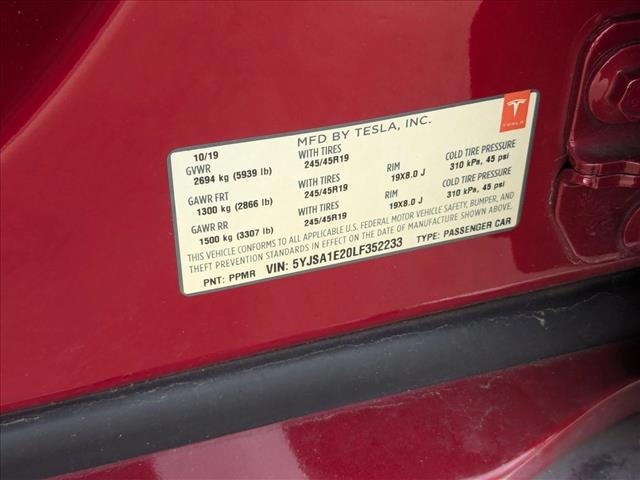 MFD BY TESLA, INC.
TESLA
10/19
GVWR WITH TIRES RIM COLD TIRE PRESSURE
2694 kg (5939 lb) 245/45R19 19X8.0 J 310 kPa, 45 psi
GAWR FRT WITH TIRES RIM COLD TIRE PRESSURE
1300 kg (2866 lb) 245/45R19 19X8.0 J 310 kPa, 45 psi
GAWR RR WITH TIRES
1500 kg (3307 lb) 245/45R19
THIS VEHICLE CONFORMS TO ALL APPLICABLE U.S. FEDERAL MOTOR VEHICLE SAFETY, BUMPER, AND
THEFT PREVENTION STANDARDS IN EFFECT ON THE DATE OF MANUFACTURE SHOWN ABOVE.
PNT: PPMR VIN: 5YJSA1E20LF352233 TYPE: PASSENGER CAR